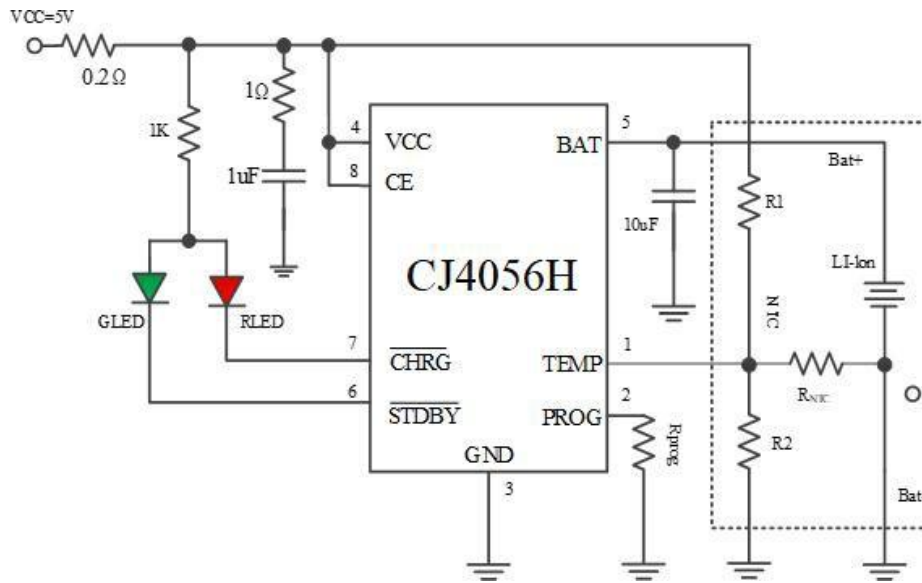 VCC=5V
0.2Ω
1K
1Ω
1uF
4
VCC
8
CE
BAT
5
10uF
Bat+
R1
LI-Ion
NTC
CJ4056H
GLED
RLED
7
CHRG
6
STDBY
TEMP
1
PROG
2
Rprog
GND
3
RNTC
R2
Bat